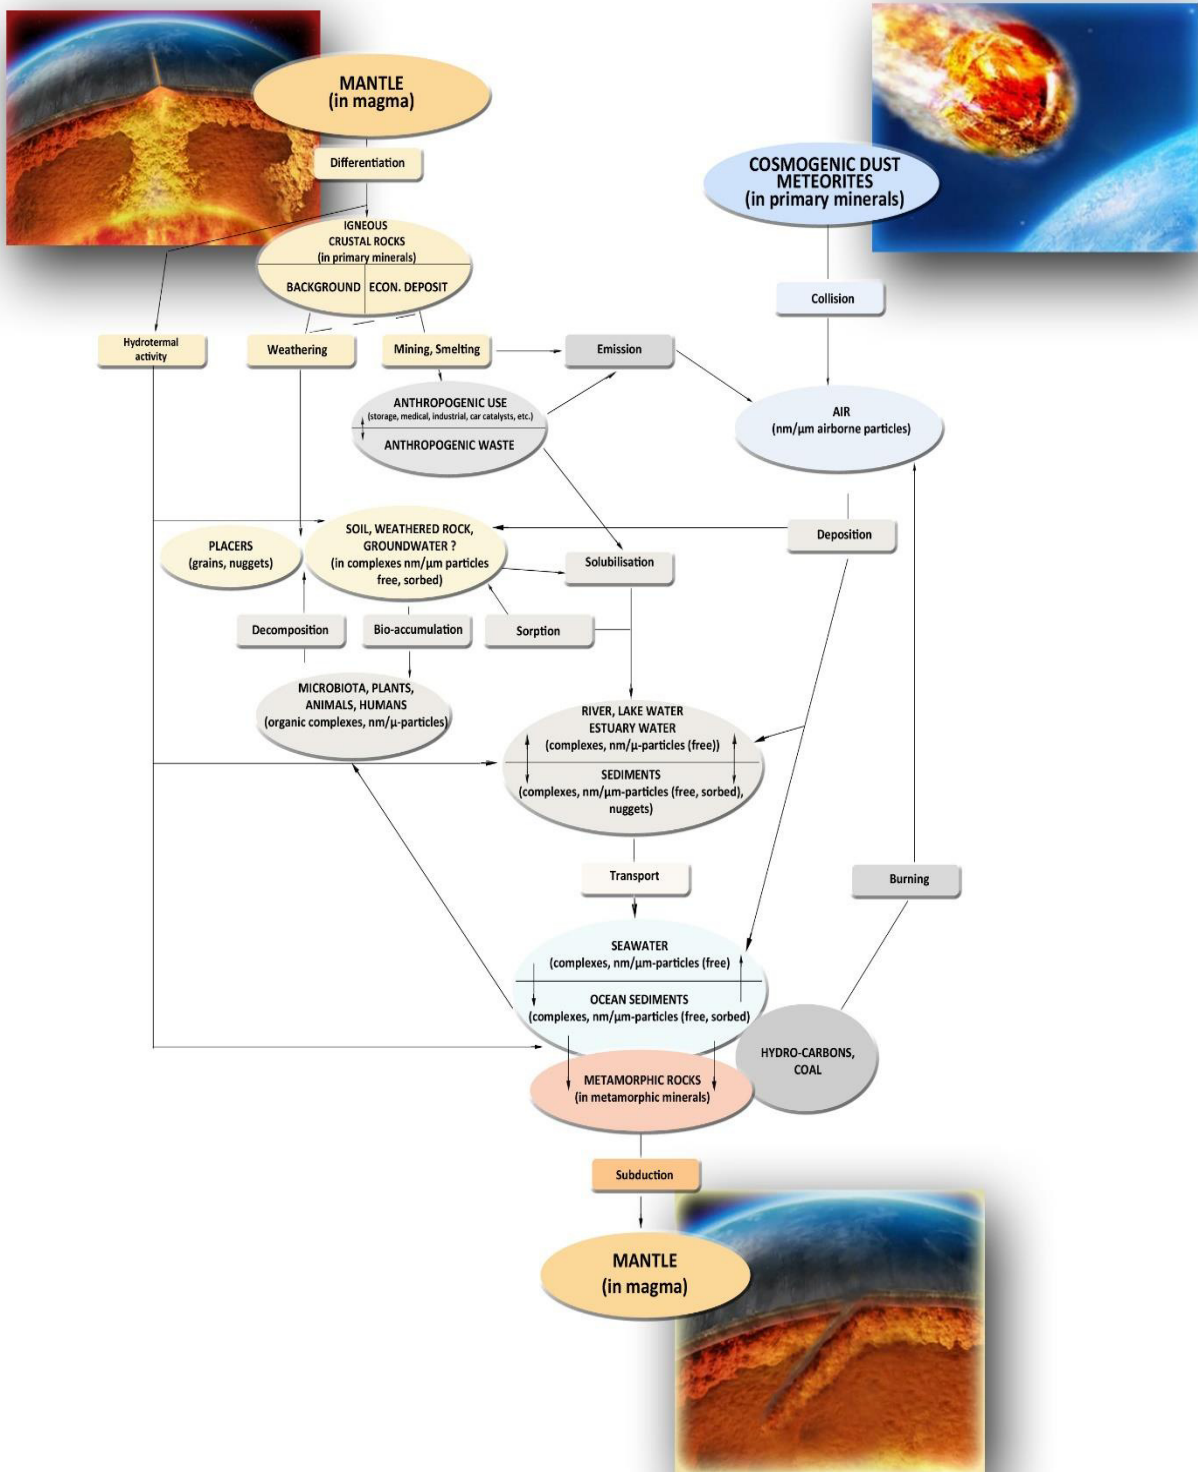 MANTLE
(in magma)
Differentiation
COSMOGENIC DUST
METEORITES
(in primary minerals)
IGNEOUS
CRUSTAL ROCKS
(in primary minerals)
BACKGROUND
ECON. DEPOSIT
Collision
Hydrotermal
activity
Weathering
Mining, Smelting
Emission
ANTHROPOGENIC USE
(storage, medical, industrial, car catalysts, etc.)
ANTHROPOGENIC WASTE
AIR
(nm/μm airborne particles)
PLACERS
(grains, nuggets)
SOIL, WEATHERED ROCK,
GROUNDWATER ?
(in complexes nm/μm particles
free, sorbed)
Solubilisation
Deposition
Decomposition
Bio-accumulation
Sorption
MICROBIOTA, PLANTS,
ANIMALS, HUMANS
(organic complexes, nm/μ-particles)
RIVER, LAKE WATER
ESTUARY WATER
(complexes, nm/μ-particles (free))
SEDIMENTS
(complexes, nm/μm-particles (free, sorbed),
nuggets)
Transport
Burning
SEAWATER
(complexes, nm/μm-particles (free)
OCEAN SEDIMENTS
(complexes, nm/μm-particles (free, sorbed)
HYDRO-CARBONS,
COAL
METAMORPHIC ROCKS
(in metamorphic minerals)
Subduction
MANTLE
(in magma)